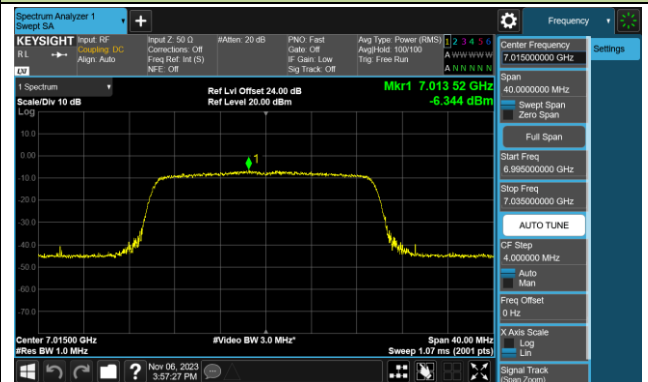 Spectrum Analyzer 1
Swept SA
Frequency
KEYSIGHT
RL
LXI
Input: RF
Coupling: DC
Align: Auto
Input Z: 50 Ω
Corrections: Off
Freq Ref: Int (S)
NFE: Off
#Atten: 20 dB
PNO: Fast
Gate: Off
IF Gain: Low
Sig Track: Off
Avg Type: Power (RMS)
Avg|Hold: 100/100
Trig: Free Run
1 2 3 4 5 6
A W W W W W
A N N N N N
1 Spectrum
Scale/Div 10 dB
Log
Ref Lvl Offset 24.00 dB
Ref Level 20.00 dBm
Mkr1 7.013 52 GHz
-6.344 dBm
1
10.0
0.00
-10.0
-20.0
-30.0
-40.0
-50.0
-60.0
-70.0
Center 7.01500 GHz
#Res BW 1.0 MHz
#Video BW 3.0 MHz*
Span 40.00 MHz
Sweep 1.07 ms (2001 pts)
Nov 06, 2023
3:57:27 PM
Center Frequency
7.015000000 GHz
Settings
Span
40.0000000 MHz
Swept Span
Zero Span
Full Span
Start Freq
6.995000000 GHz
Stop Freq
7.035000000 GHz
AUTO TUNE
CF Step
4.000000 MHz
Auto
Man
Freq Offset
0 Hz
X Axis Scale
Log
Lin
Signal Track
(Span Zoom)